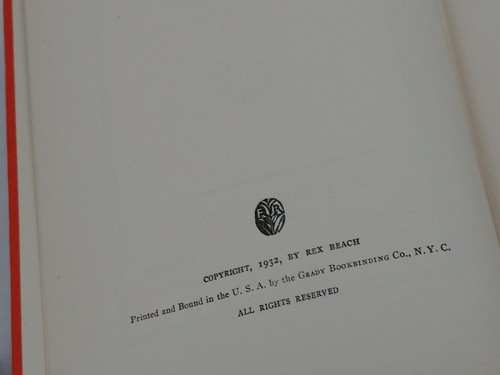 F R
COPYRIGHT, 1932, BY REX BEACH
Printed and Bound in the U. S. A. by the GRADY BOOKBINDING Co., N. Y. C.
ALL RIGHTS RESERVED